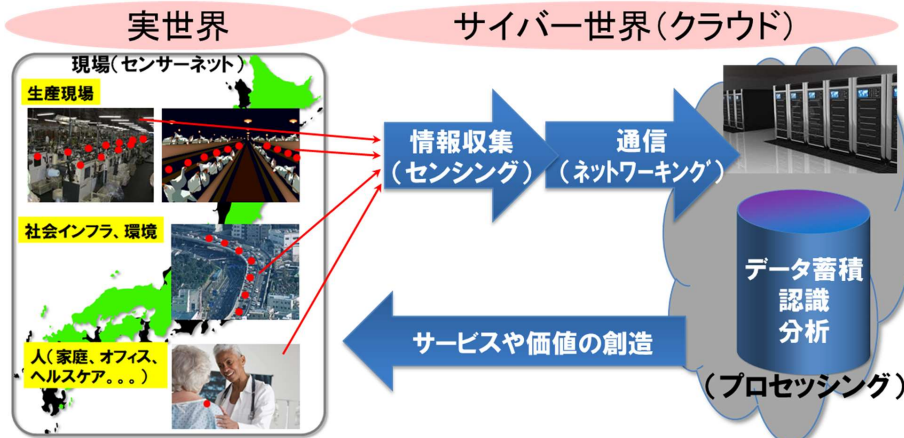 実世界
サイバー世界(クラウド)
現場(センサーネット)
生産現場
社会インフラ、環境
人(家庭、オフィス、
ヘルスケア。。。)
情報収集
(センシング)
通信
(ネットワーキング)
データ蓄積
認識
分析
(プロセッシング)
サービスや価値の創造